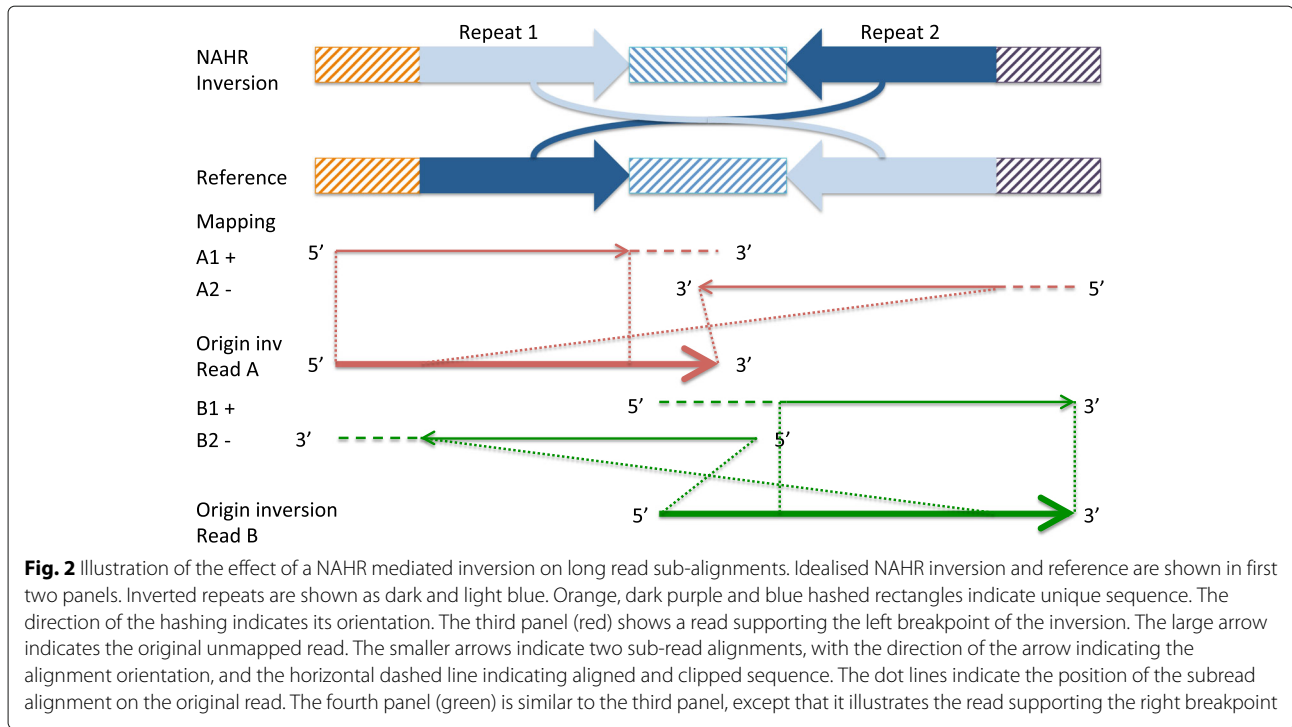 Repeat 1
Repeat 2
NAHR
Inversion
Reference
Mapping
A1 +
5’
3’
A2 -
3’
5’
Origin inv
Read A
5’
3’
B1 +
5’
3’
B2 -
3’
5’
Origin inversion
Read B
5’
3’
Fig. 2 Illustration of the effect of a NAHR mediated inversion on long read sub-alignments. Idealised NAHR inversion and reference are shown in first
two panels. Inverted repeats are shown as dark and light blue. Orange, dark purple and blue hashed rectangles indicate unique sequence. The
direction of the hashing indicates its orientation. The third panel (red) shows a read supporting the left breakpoint of the inversion. The large arrow
indicates the original unmapped read. The smaller arrows indicate two sub-read alignments, with the direction of the arrow indicating the
alignment orientation, and the horizontal dashed line indicating aligned and clipped sequence. The dot lines indicate the position of the subread
alignment on the original read. The fourth panel (green) is similar to the third panel, except that it illustrates the read supporting the right breakpoint